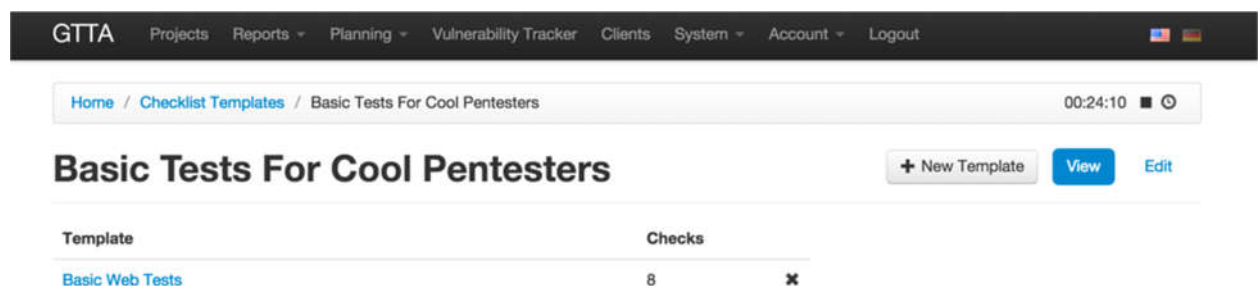 GTTA Projects Reports Planning Vulnerability Tracker Clients System Account Logout
Home / Checklist Templates / Basic Tests For Cool Pentesters 00:24:10
Basic Tests For Cool Pentesters + New Template View Edit
Template Checks
Basic Web Tests 8 ✖